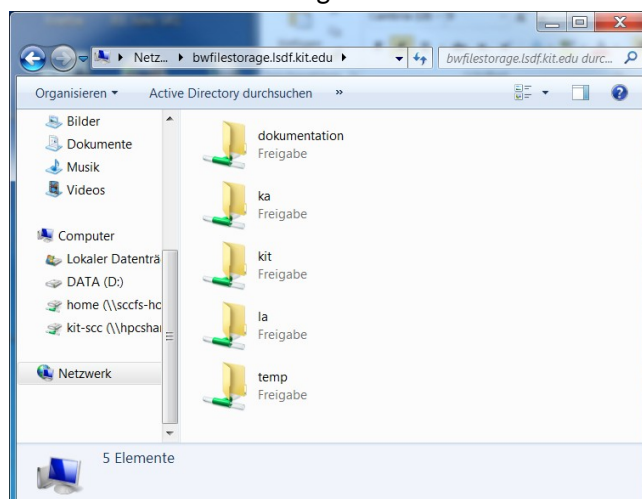 Netz... bwfilestorage.lsdf.kit.edu bwfilestorage.lsdf.kit.edu durc...
Organisieren Active Directory durchsuchen »
Bilder
Dokumente
Musik
Videos
Computer
Lokaler Datenträ
DATA (D:)
home (\\sccfs-ho
kit-scc (\\hpcshar
Netzwerk
dokumentation
Freigabe
ka
Freigabe
kit
Freigabe
la
Freigabe
temp
Freigabe
5 Elemente